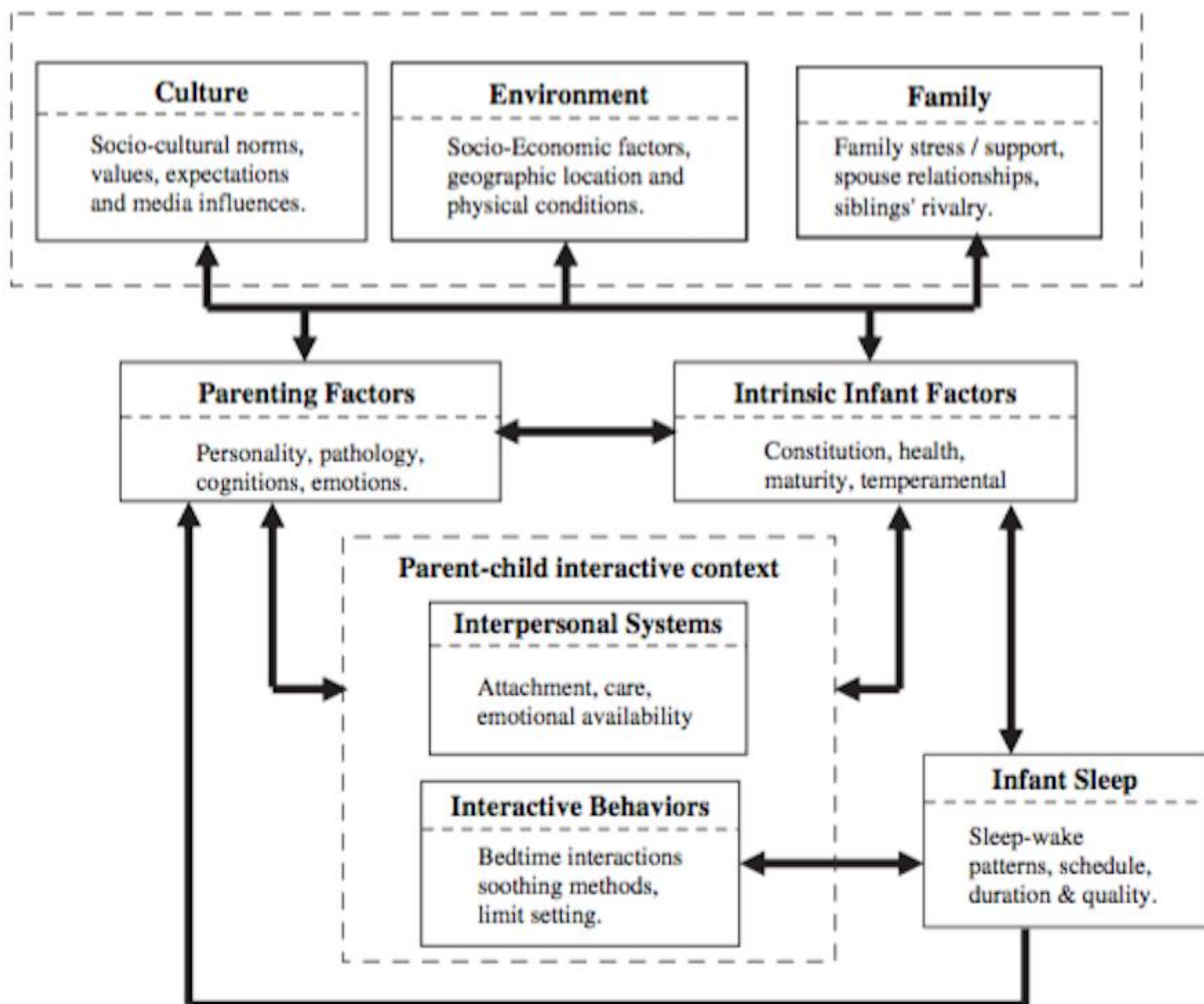 Culture
Socio-cultural norms,
values, expectations
and media influences.
Environment
Socio-Economic factors,
geographic location and
physical conditions.
Family
Family stress / support,
spouse relationships,
siblings' rivalry.
Parenting Factors
Personality, pathology,
cognitions, emotions.
Intrinsic Infant Factors
Constitution, health,
maturity, temperamental
Parent-child interactive context
Interpersonal Systems
Attachment, care,
emotional availability
Interactive Behaviors
Bedtime interactions
soothing methods,
limit setting.
Infant Sleep
Sleep-wake
patterns, schedule,
duration & quality.